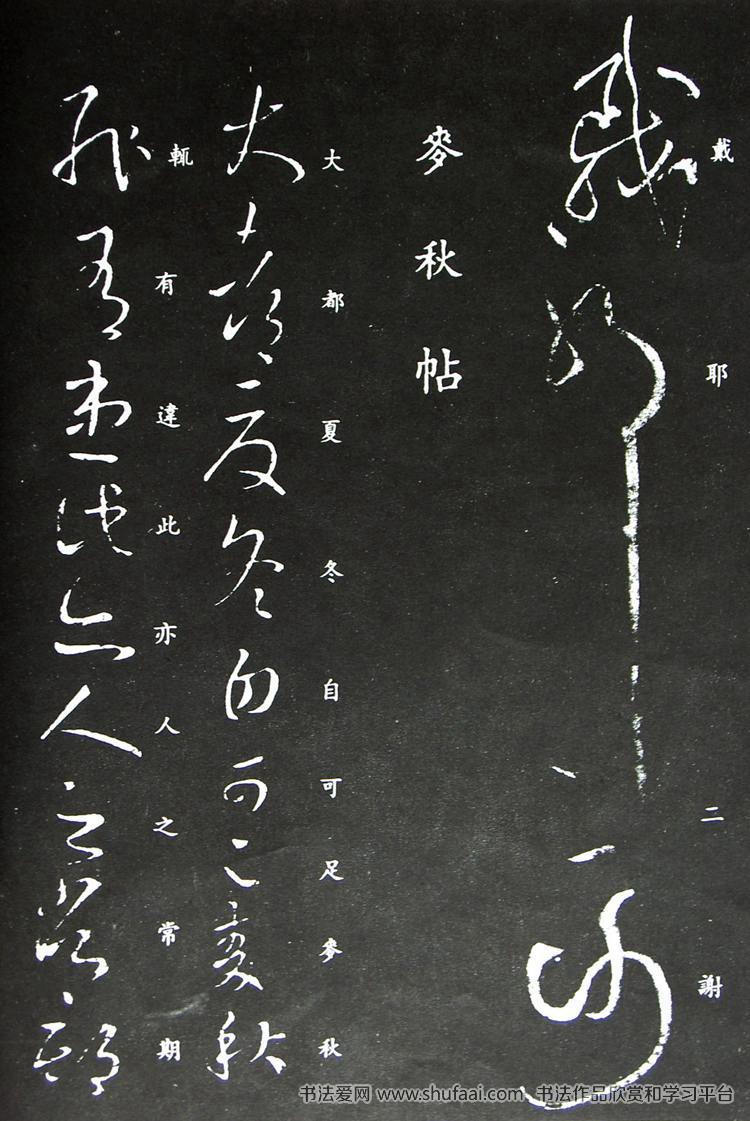 戴耶二謝
麥秋帖
大都夏冬自可足麥秋
輒有違此亦人之常期
书法爱网 www.shufaai.com 书法作品欣赏和学习平台